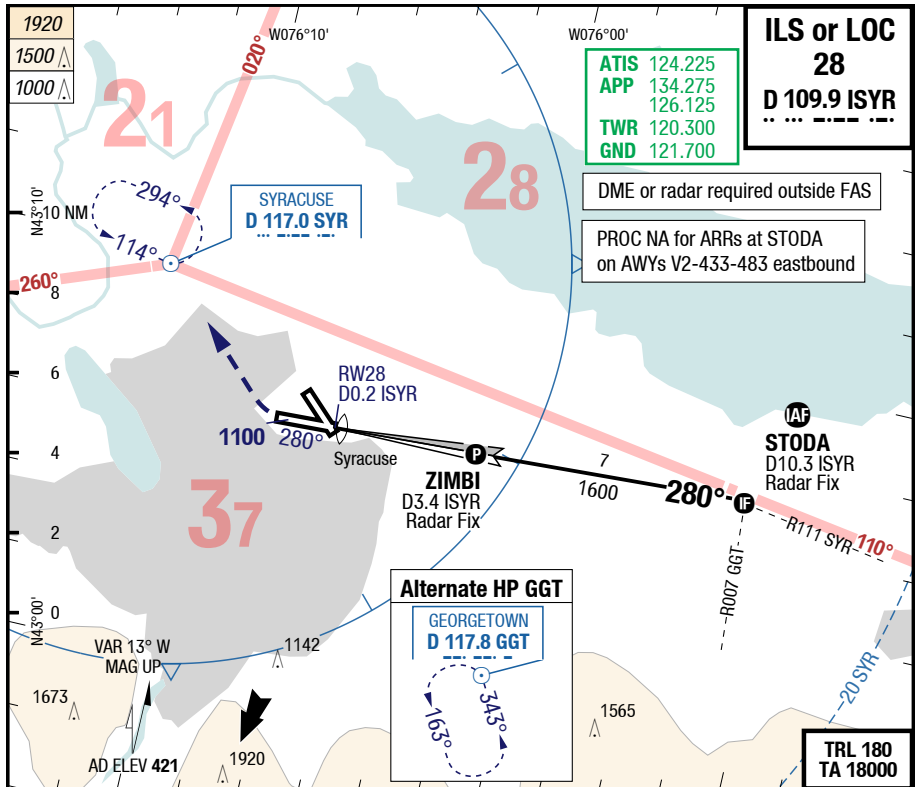 1920
1500
1000
W076°10'
W076°00'
ILS or LOC
28
D 109.9 ISYR
ATIS 124.225
APP 134.275
126.125
TWR 120.300
GND 121.700
DME or radar required outside FAS
PROC NA for ARRs at STODA
on AWYs V2-433-483 eastbound
020°
21
28
N43°10'
10 NM
294°
114°
SYRACUSE
D 117.0 SYR
260°
8
6
RW28
D0.2 ISYR
1100
280°
Syracuse
4
P
ZIMBI
D3.4 ISYR
Radar Fix
7
1600
280°
IF
IAF
STODA
D10.3 ISYR
Radar Fix
R111 SYR
110°
R007 GGT
37
2
0
N43°00'
Alternate HP GGT
GEORGETOWN
D 117.8 GGT
163°
343°
VAR 13° W
MAG UP
1142
1673
1920
1565
20 SYR
AD ELEV 421
TRL 180
TA 18000